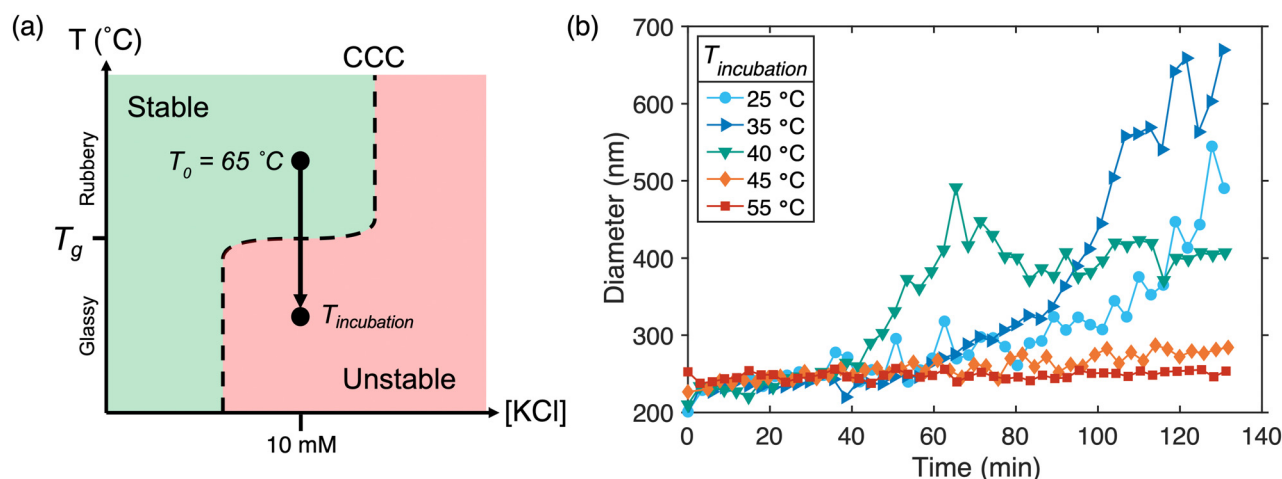 (a)
T (˚C)
CCC
Stable
Rubbery
T0 = 65 ˚C
Tg
Glassy
Tincubation
Unstable
[KCl]
10 mM
(b)
Diameter (nm)
700
600
500
400
300
200
Tincubation
25 °C
35 °C
40 °C
45 °C
55 °C
0 20 40 60 80 100 120 140
Time (min)